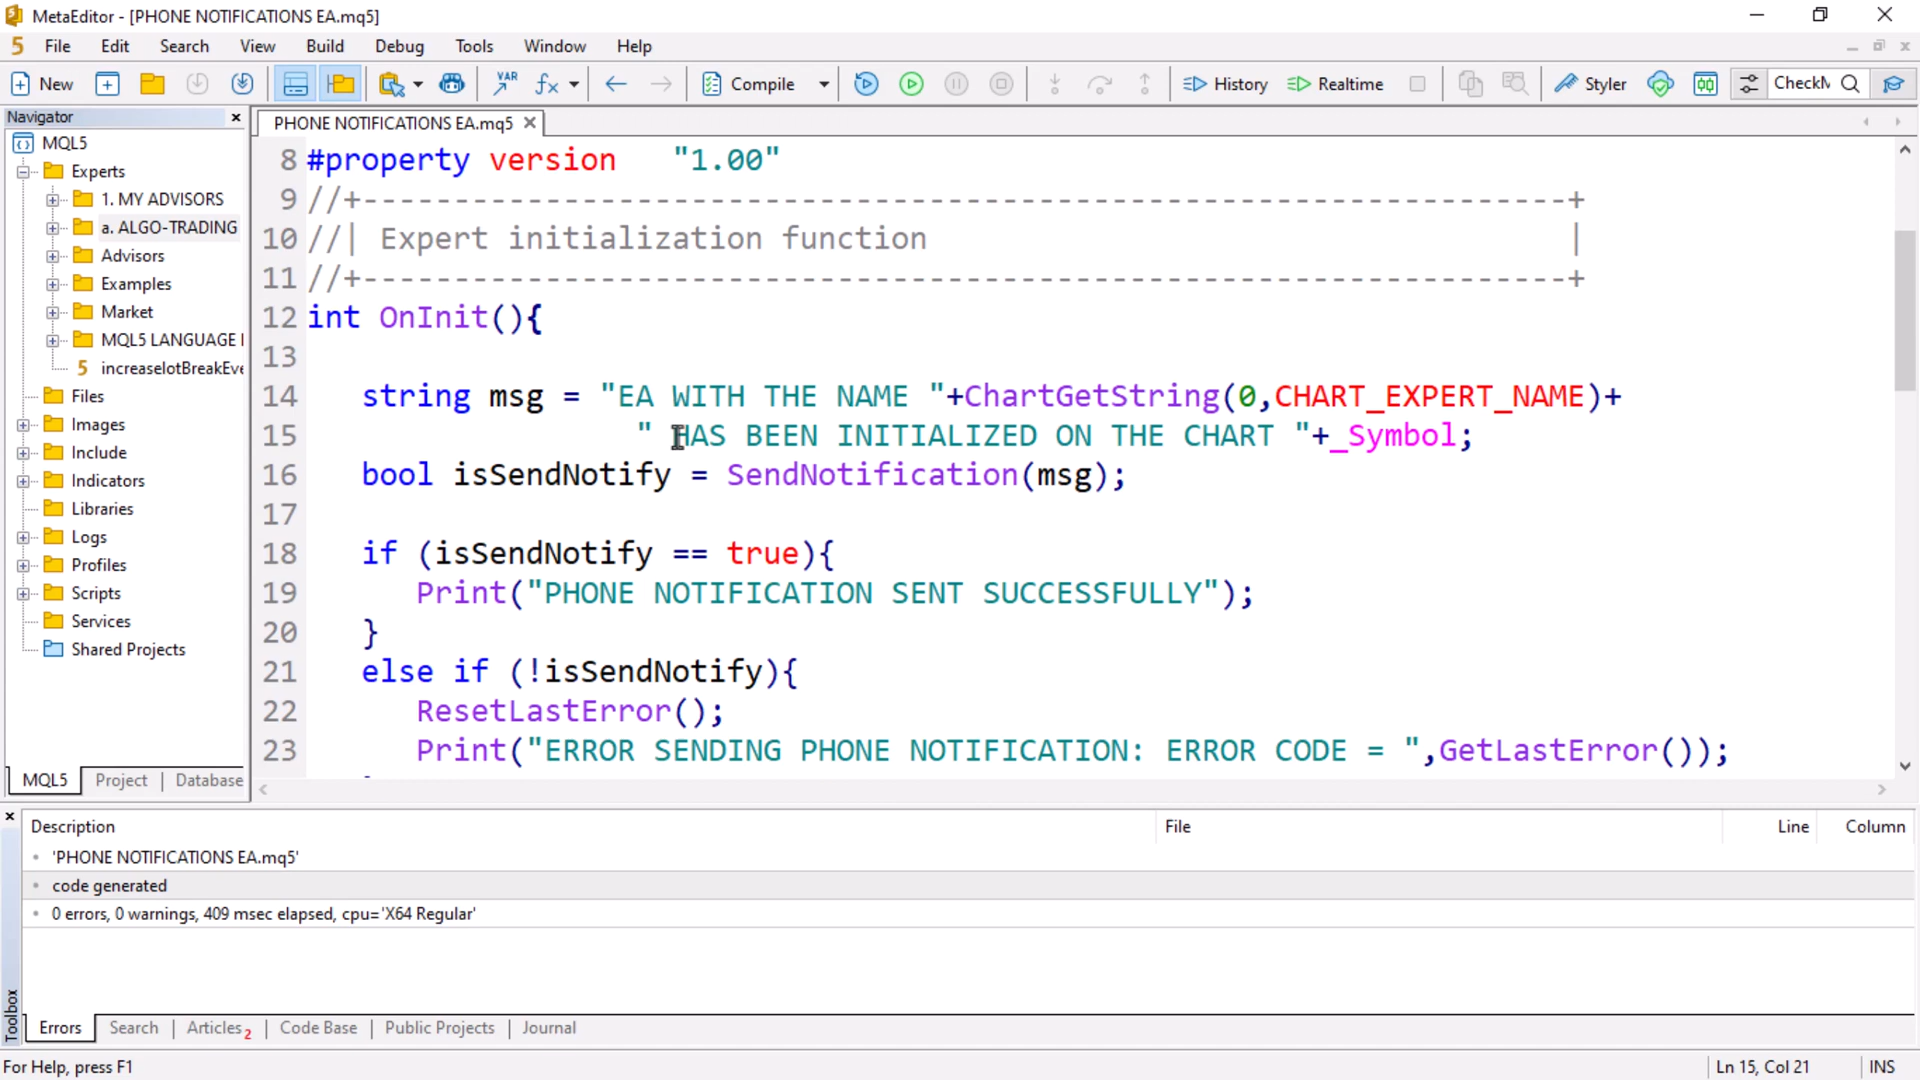 MetaEditor - [PHONE NOTIFICATIONS EA.mq5]
5 File Edit Search View Build Debug Tools Window Help
New VAR Compile History Realtime Styler CheckM
Navigator
MQL5
Experts
1. MY ADVISORS
a. ALGO-TRADING
Advisors
Examples
Market
MQL5 LANGUAGE
5 increaselotBreakEve
Files
Images
Include
Indicators
Libraries
Logs
Profiles
Scripts
Services
Shared Projects
MQL5 Project Database
PHONE NOTIFICATIONS EA.mq5
8 #property version   "1.00"
9 //+------------------------------------------------------------------+
10 //| Expert initialization function                                   |
11 //+------------------------------------------------------------------+
12 int OnInit(){
13
14    string msg = "EA WITH THE NAME "+ChartGetString(0,CHART_EXPERT_NAME)+
15                  " HAS BEEN INITIALIZED ON THE CHART "+_Symbol;
16    bool isSendNotify = SendNotification(msg);
17
18    if (isSendNotify == true){
19       Print("PHONE NOTIFICATION SENT SUCCESSFULLY");
20    }
21    else if (!isSendNotify){
22       ResetLastError();
23       Print("ERROR SENDING PHONE NOTIFICATION: ERROR CODE = ",GetLastError());
Description File Line Column
'PHONE NOTIFICATIONS EA.mq5'
code generated
0 errors, 0 warnings, 409 msec elapsed, cpu='X64 Regular'
Toolbox
Errors Search Articles 2 Code Base Public Projects Journal
For Help, press F1 Ln 15, Col 21 INS